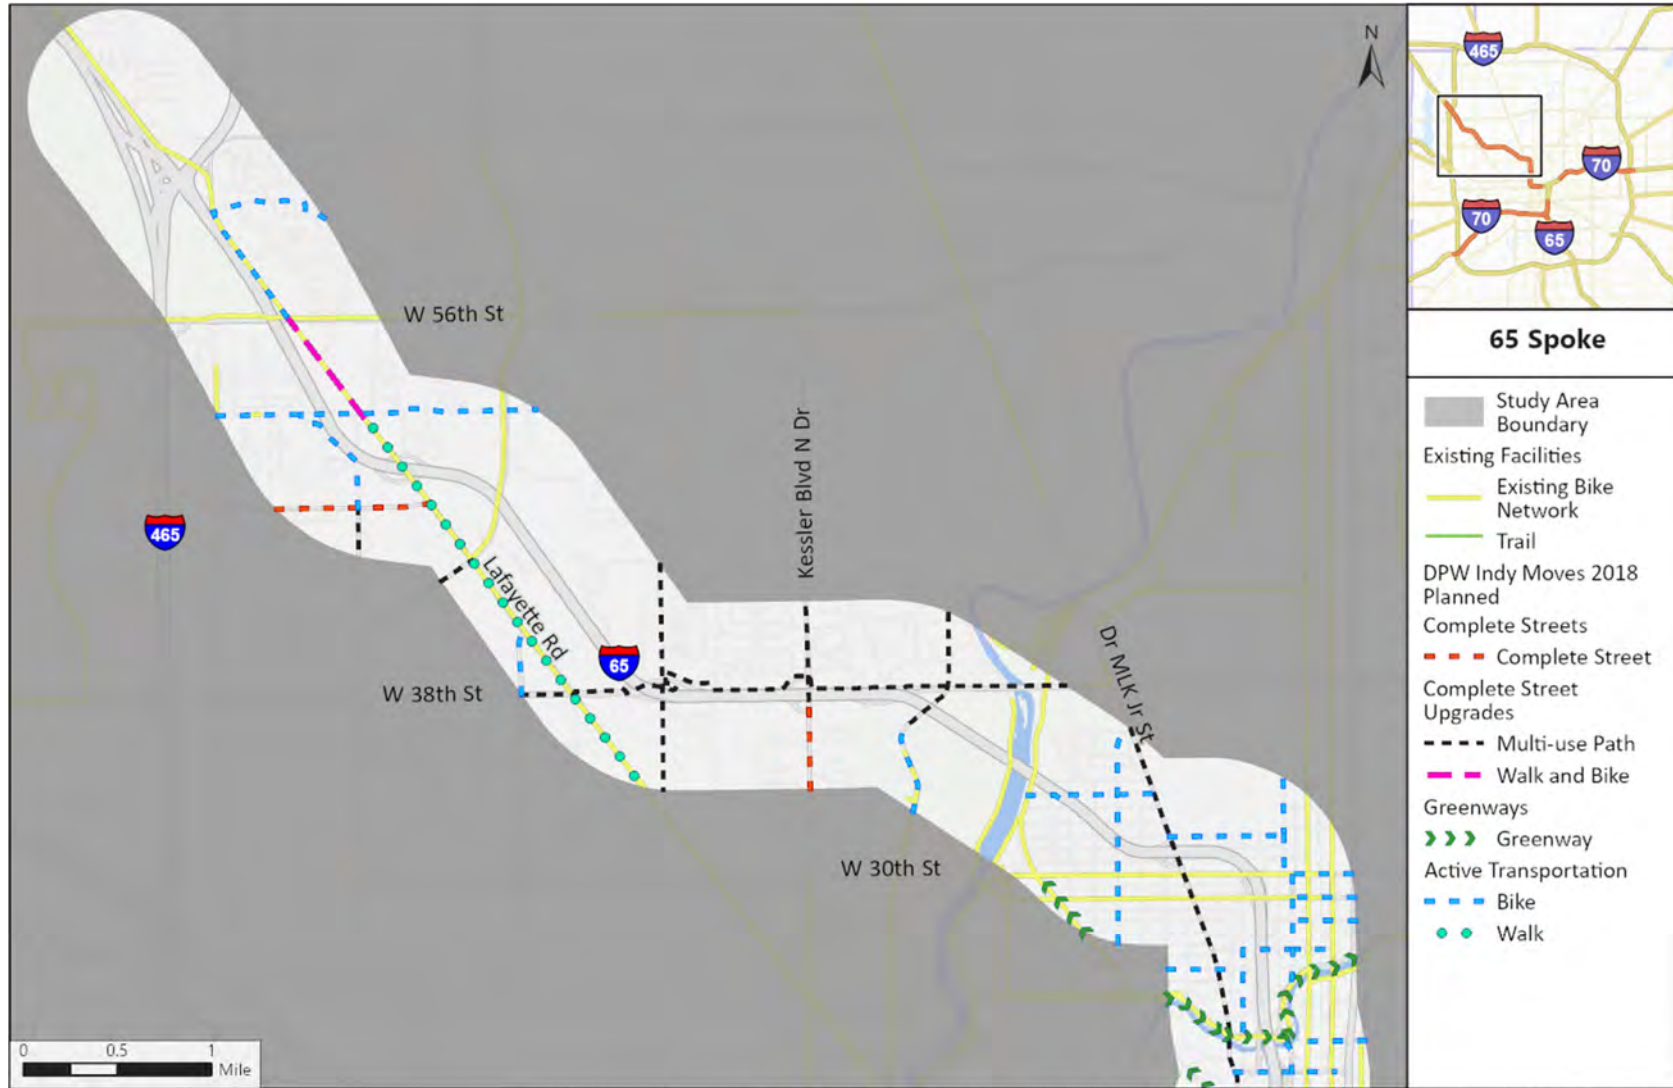 N
W 56th St
Kessler Blvd N Dr
465
Lafayette Rd
65
W 38th St
Dr MLK Jr St
W 30th St
0 0.5 1
Mile
465
70
70
65
65 Spoke
Study Area
Boundary
Existing Facilities
Existing Bike
Network
Trail
DPW Indy Moves 2018
Planned
Complete Streets
Complete Street
Complete Street
Upgrades
Multi-use Path
Walk and Bike
Greenways
Greenway
Active Transportation
Bike
Walk